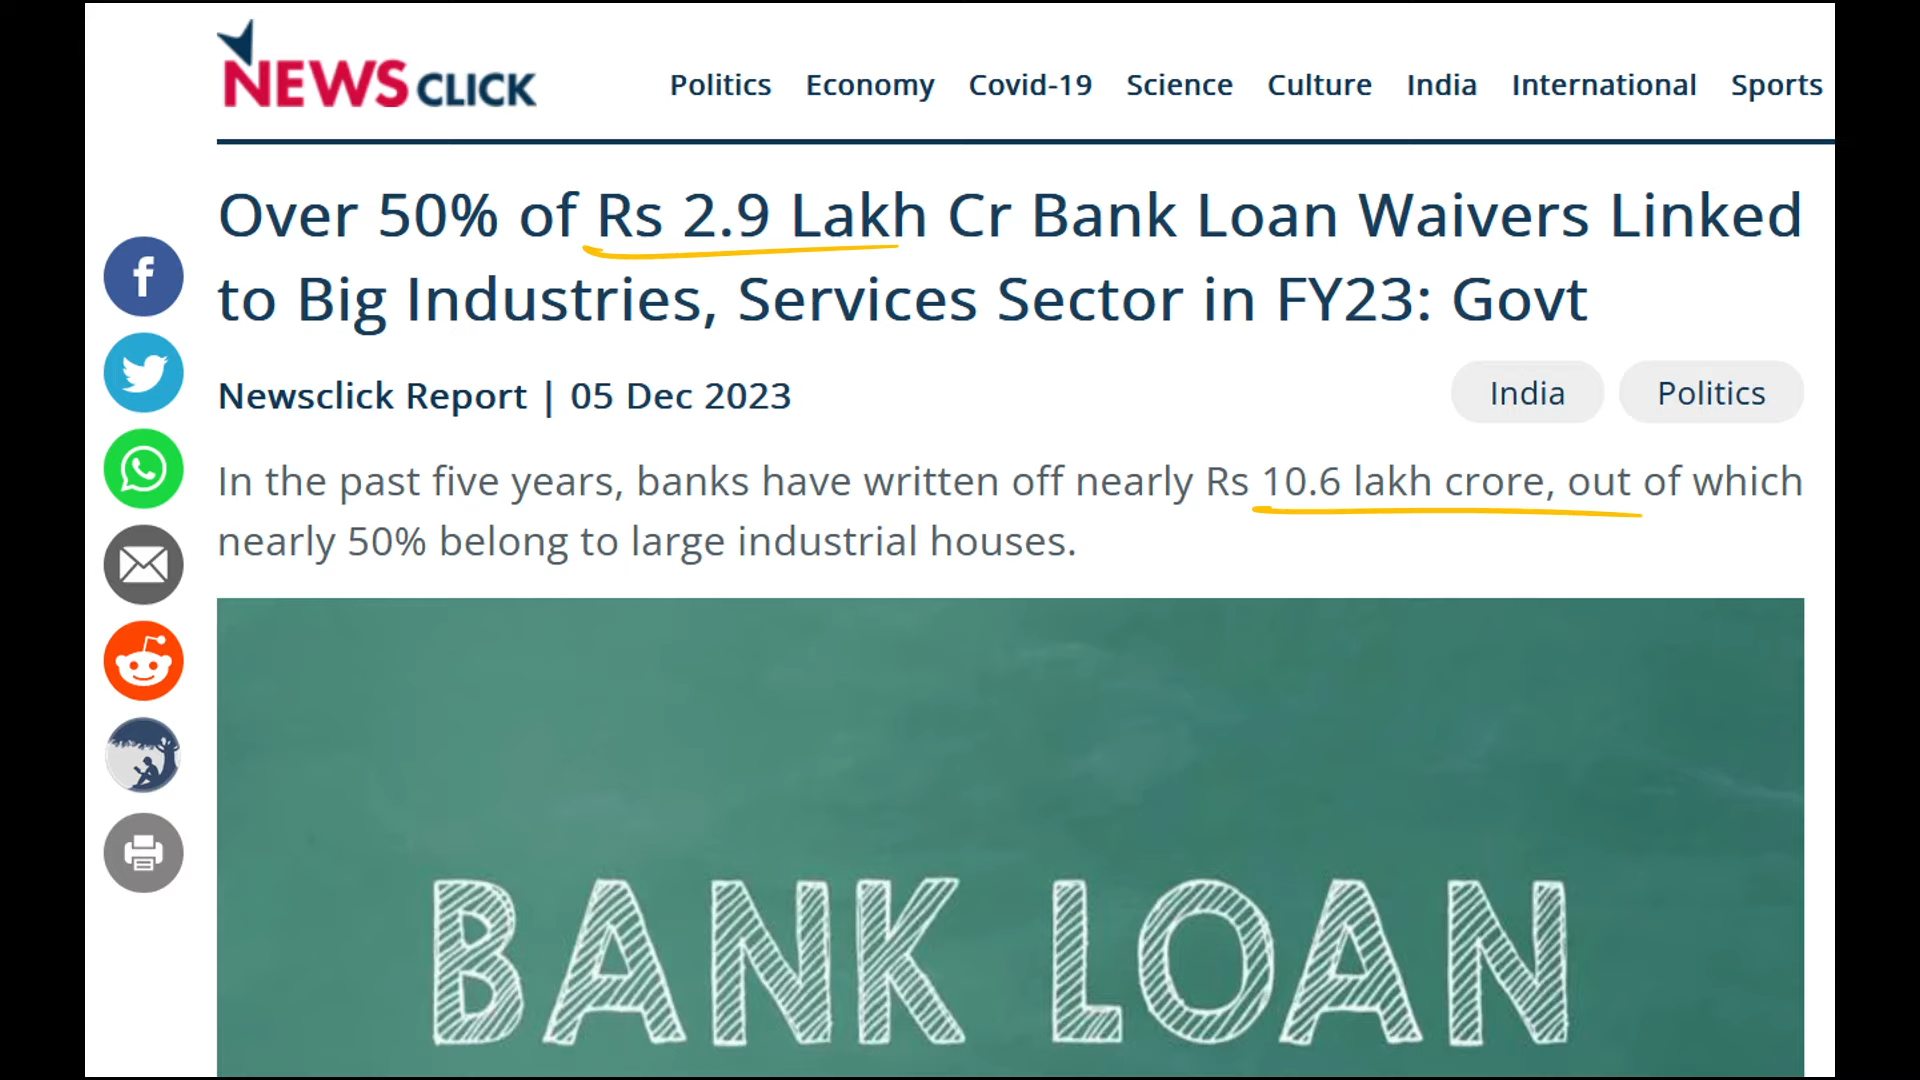 NEWSCLICK
Politics Economy Covid-19 Science Culture India International Sports
Over 50% of Rs 2.9 Lakh Cr Bank Loan Waivers Linked
to Big Industries, Services Sector in FY23: Govt
Newsclick Report | 05 Dec 2023
India Politics
In the past five years, banks have written off nearly Rs 10.6 lakh crore, out of which
nearly 50% belong to large industrial houses.
BANK LOAN